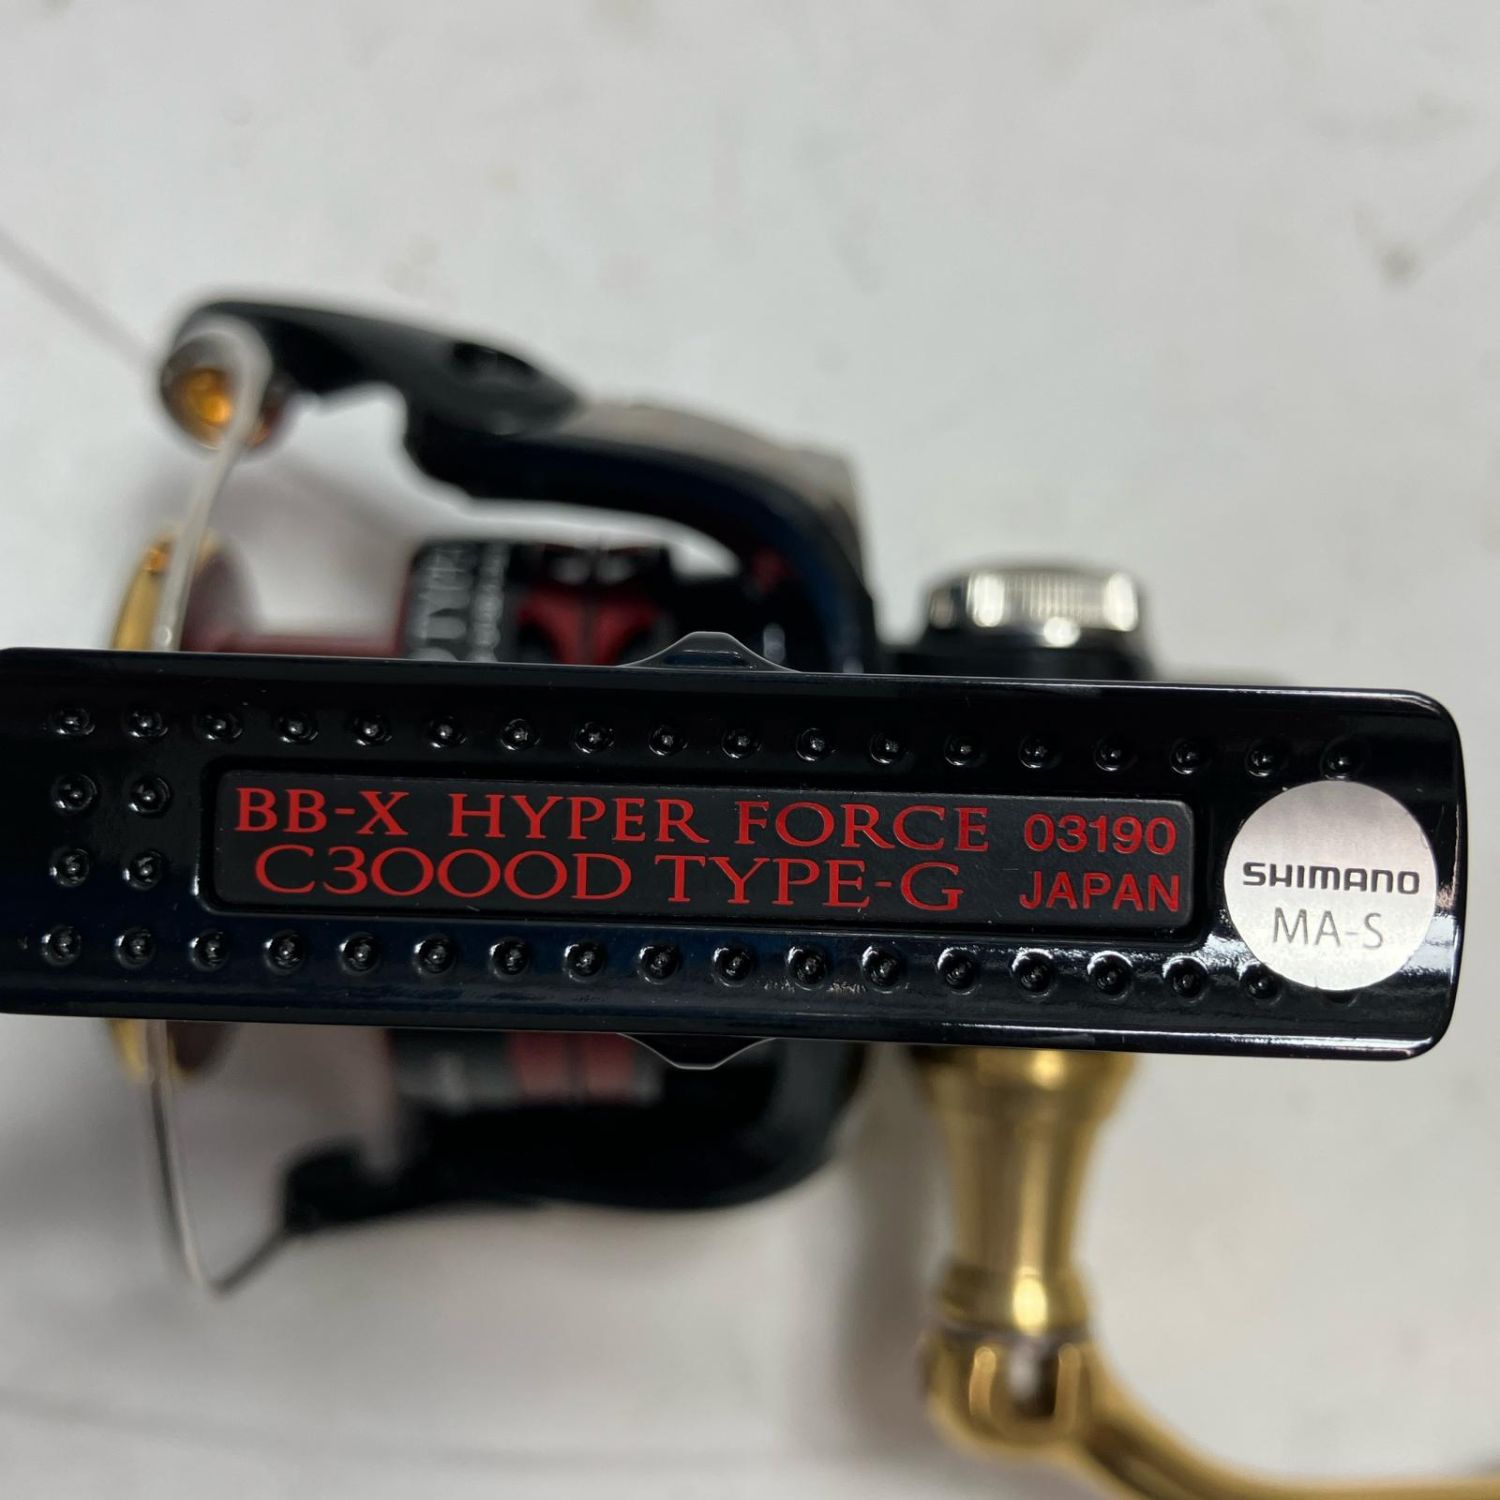 BB-X HYPER FORCE 03190
C3000D TYPE-G JAPAN
SHIMANO
MA-S